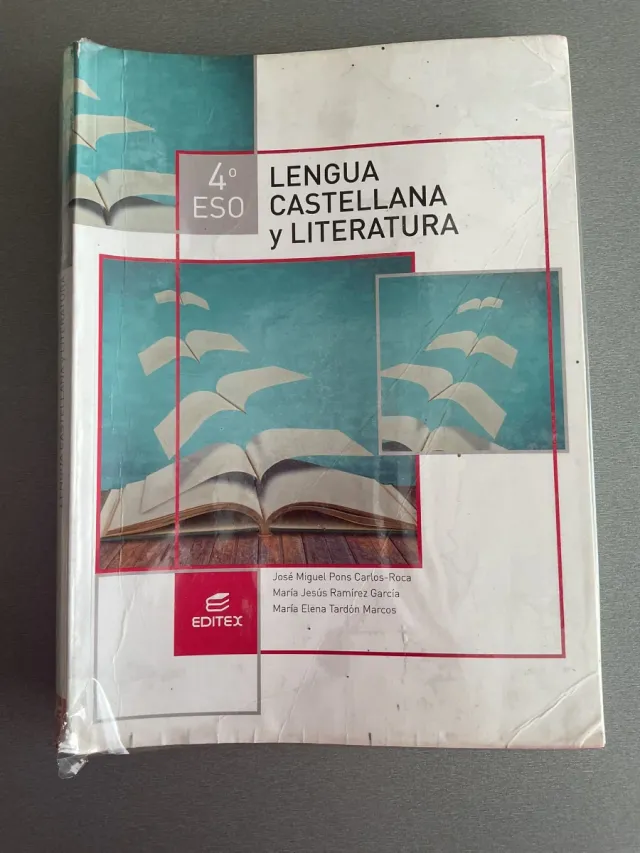 4º
ESO
LENGUA
CASTELLANA
y LITERATURA
José Miguel Pons Carlos-Roca
María Jesús Ramírez García
María Elena Tardón Marcos
EDITEX